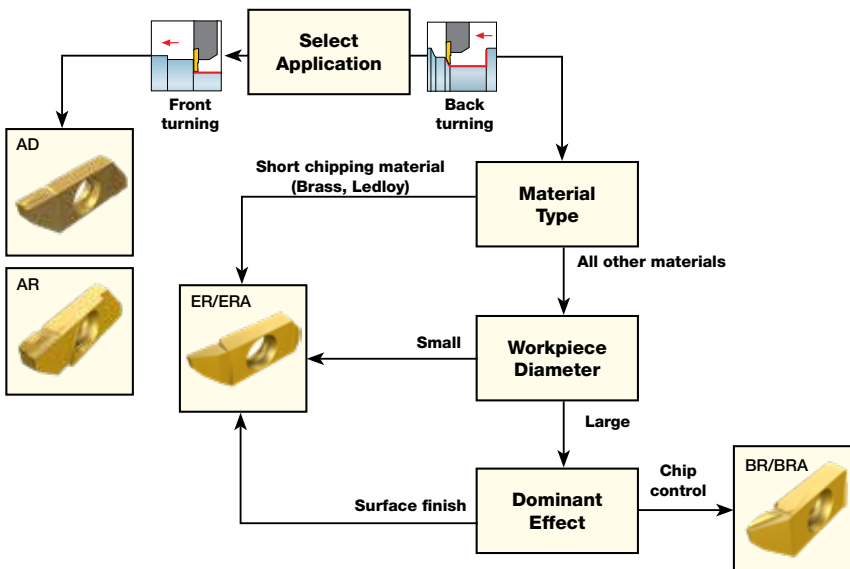 Select
Application
Front
turning
Back
turning
AD
Short chipping material
(Brass, Ledloy)
Material
Type
All other materials
AR
ER/ERA
Small
Workpiece
Diameter
Large
Surface finish
Dominant
Effect
Chip
control
BR/BRA